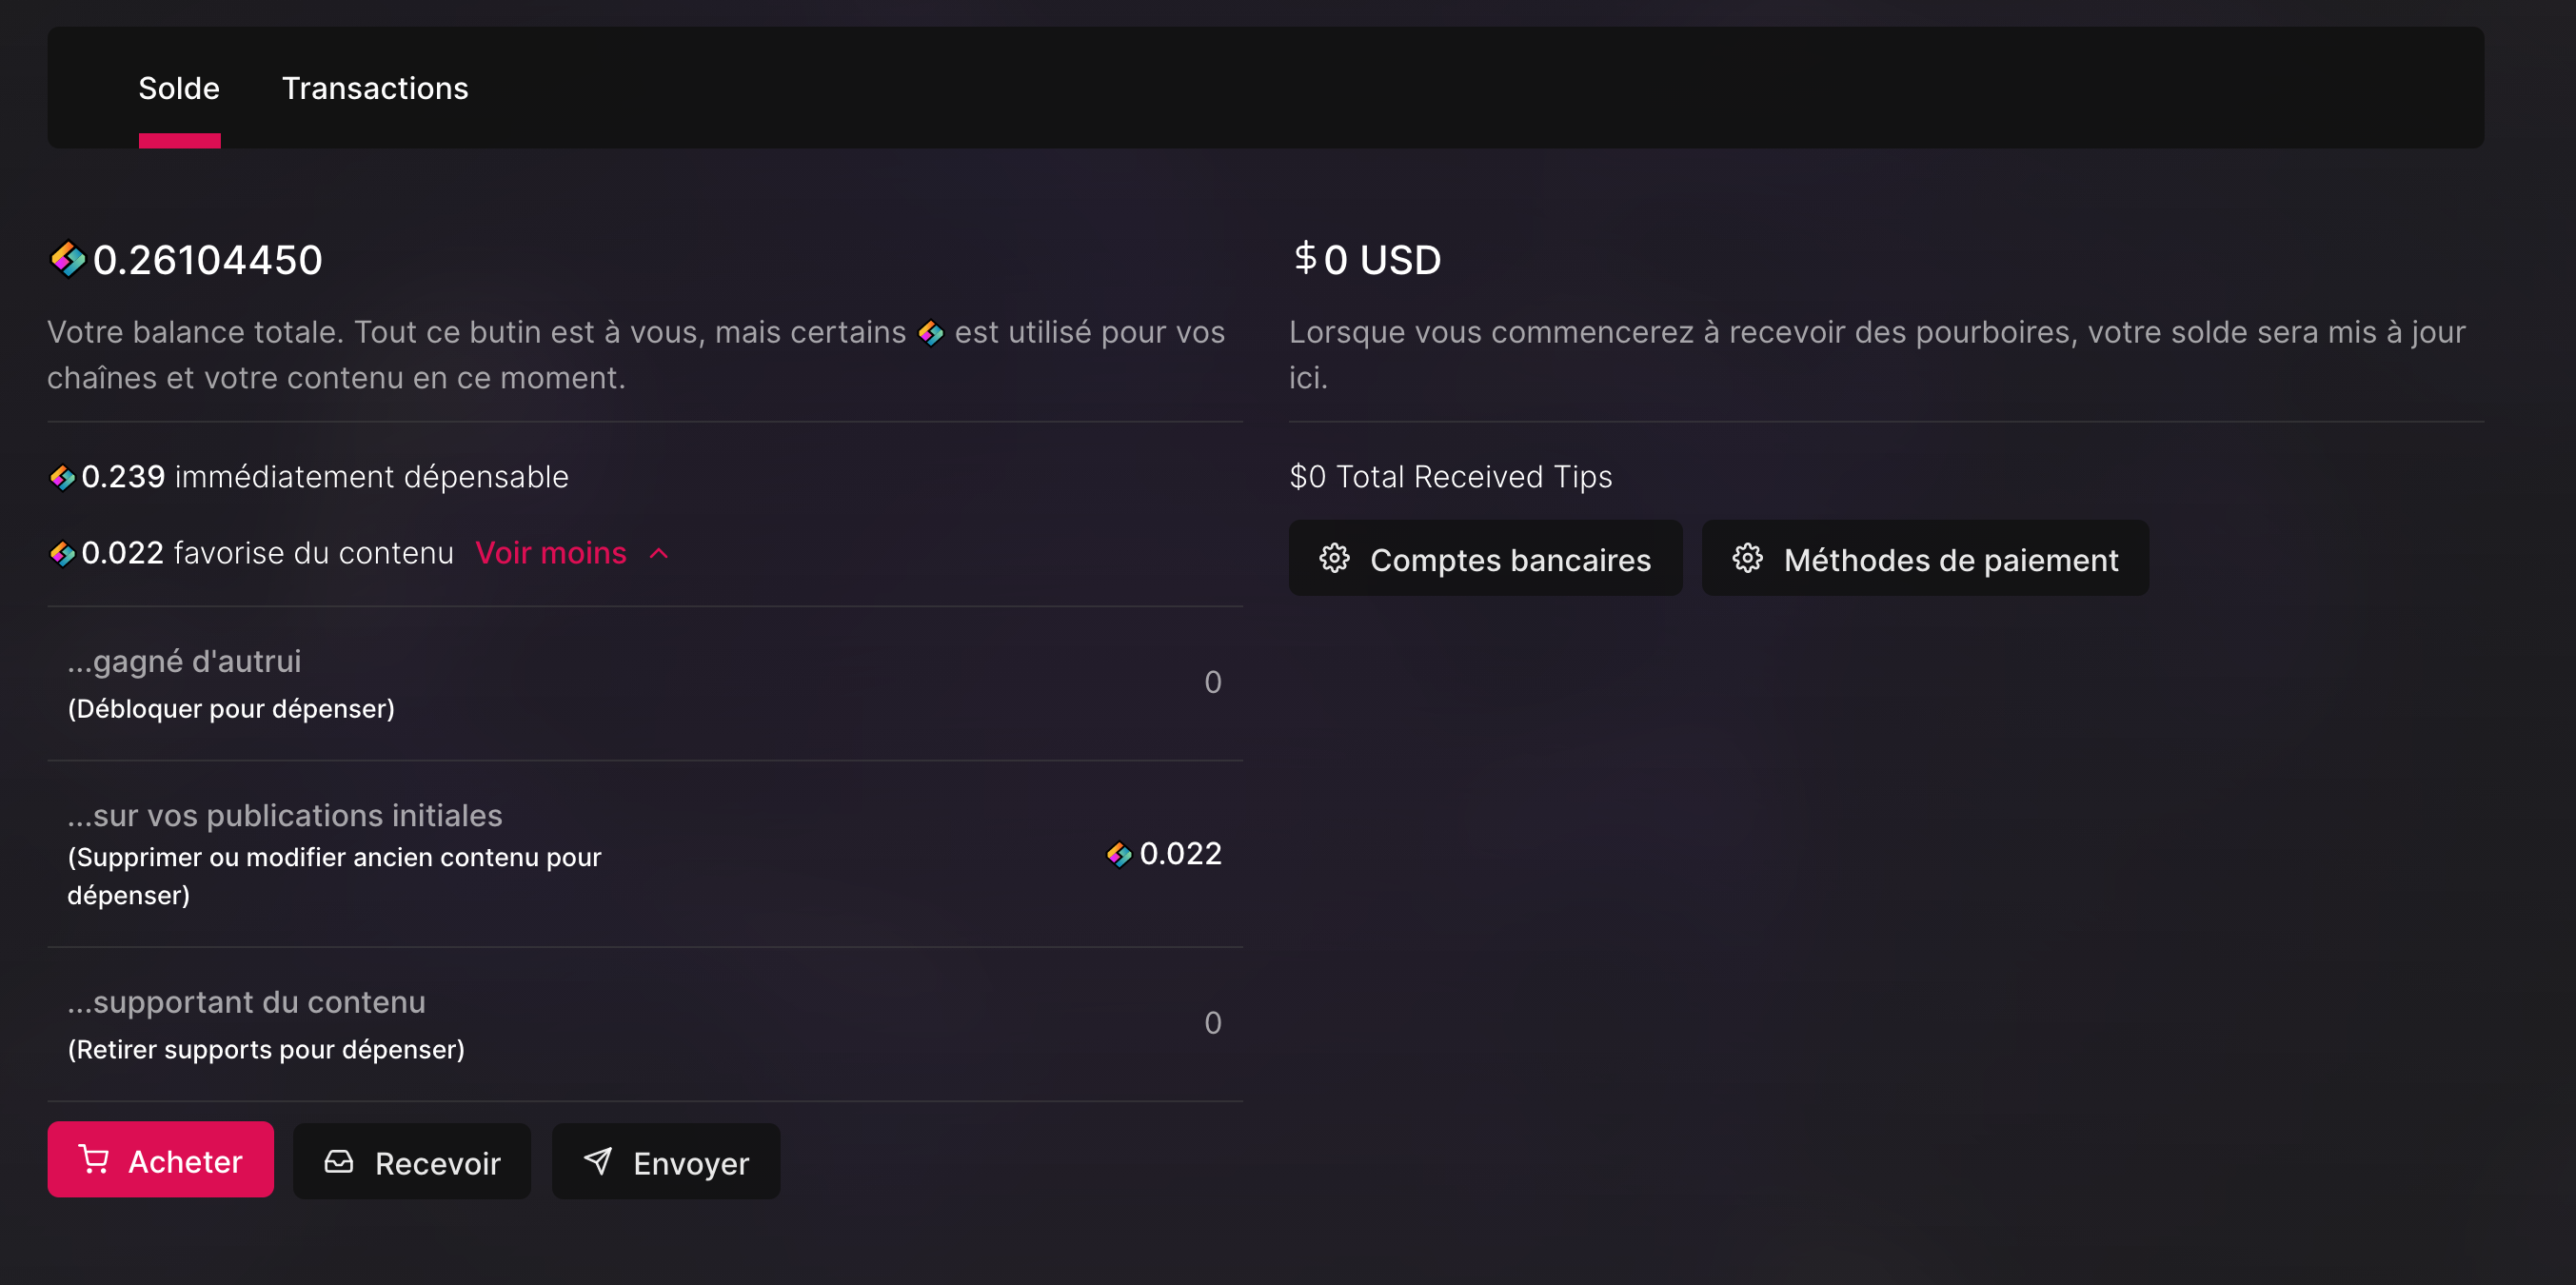 Solde
Transactions
0.26104450
Votre balance totale. Tout ce butin est à vous, mais certains est utilisé pour vos
chaînes et votre contenu en ce moment.
0.239 immédiatement dépensable
0.022 favorise du contenu Voir moins
...gagné d'autrui
(Débloquer pour dépenser)
0
...sur vos publications initiales
(Supprimer ou modifier ancien contenu pour
dépenser)
0.022
...supportant du contenu
(Retirer supports pour dépenser)
0
Acheter
Recevoir
Envoyer
$0 USD
Lorsque vous commencerez à recevoir des pourboires, votre solde sera mis à jour
ici.
$0 Total Received Tips
Comptes bancaires
Méthodes de paiement